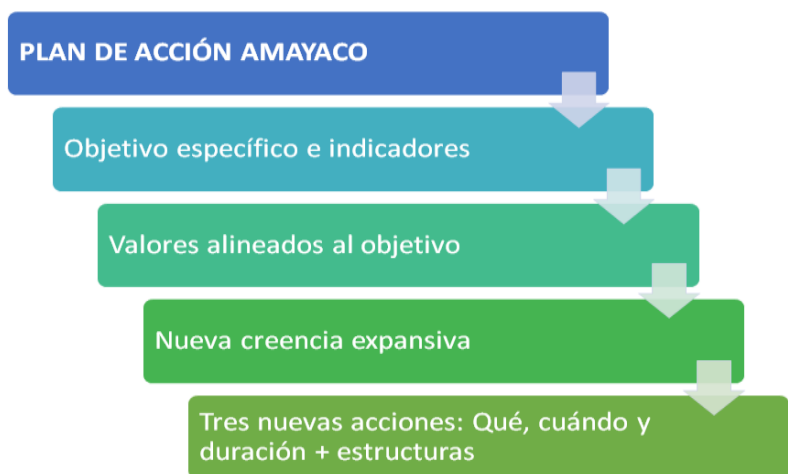 PLAN DE ACCIÓN AMAYACO
Objetivo específico e indicadores
Valores alineados al objetivo
Nueva creencia expansiva
Tres nuevas acciones: Qué, cuándo y
duración + estructuras